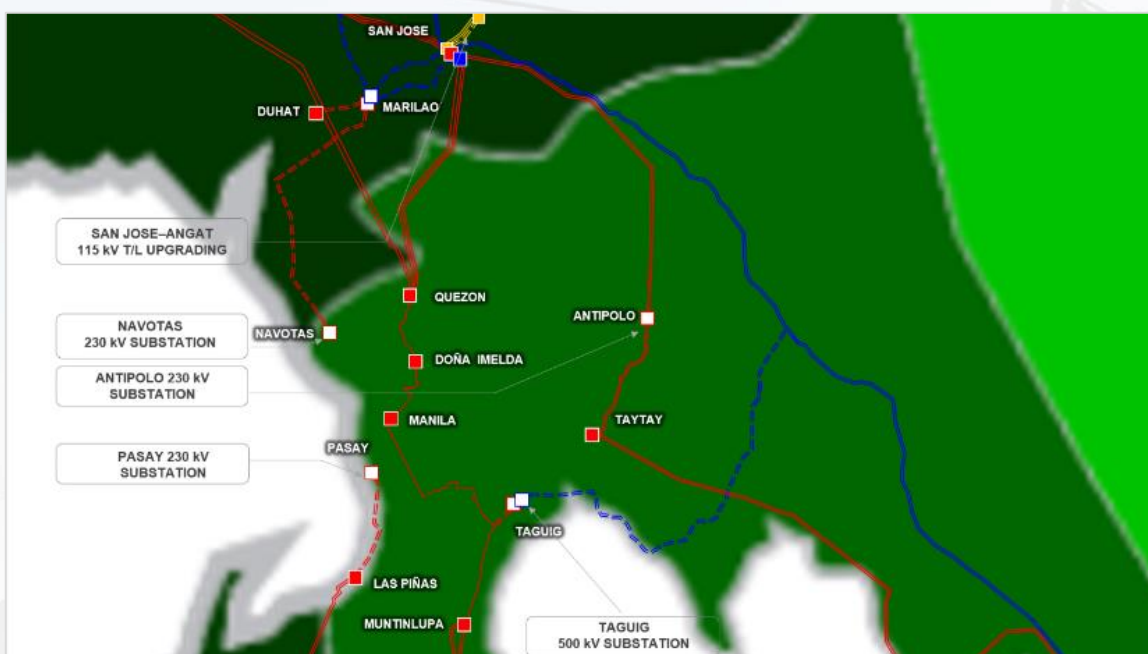 SAN JOSE
DUHAT
MARILAO
SAN JOSE–ANGAT
115 kV T/L UPGRADING
QUEZON
NAVOTAS
230 kV SUBSTATION
NAVOTAS
ANTIPOLO
DOÑA IMELDA
ANTIPOLO 230 kV
SUBSTATION
MANILA
TAYTAY
PASAY
PASAY 230 kV
SUBSTATION
TAGUIG
LAS PIÑAS
MUNTINLUPA
TAGUIG
500 kV SUBSTATION